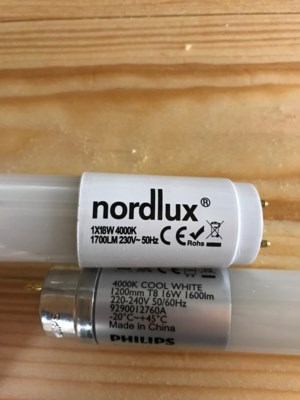 nordlux®
1X18W 4000K
1700LM 230V~ 50Hz CE RoHS
4000K COOL WHITE
1200mm T8 16W 1600lm
220-240V 50/60Hz
9290012760A
-20°C~+45°C
Made in China
PHILIPS